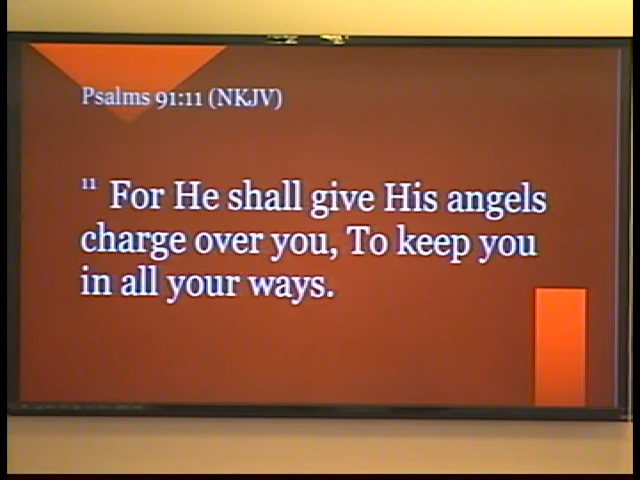 Psalms 91:11 (NKJV)
11 For He shall give His angels
charge over you, To keep you
in all your ways.